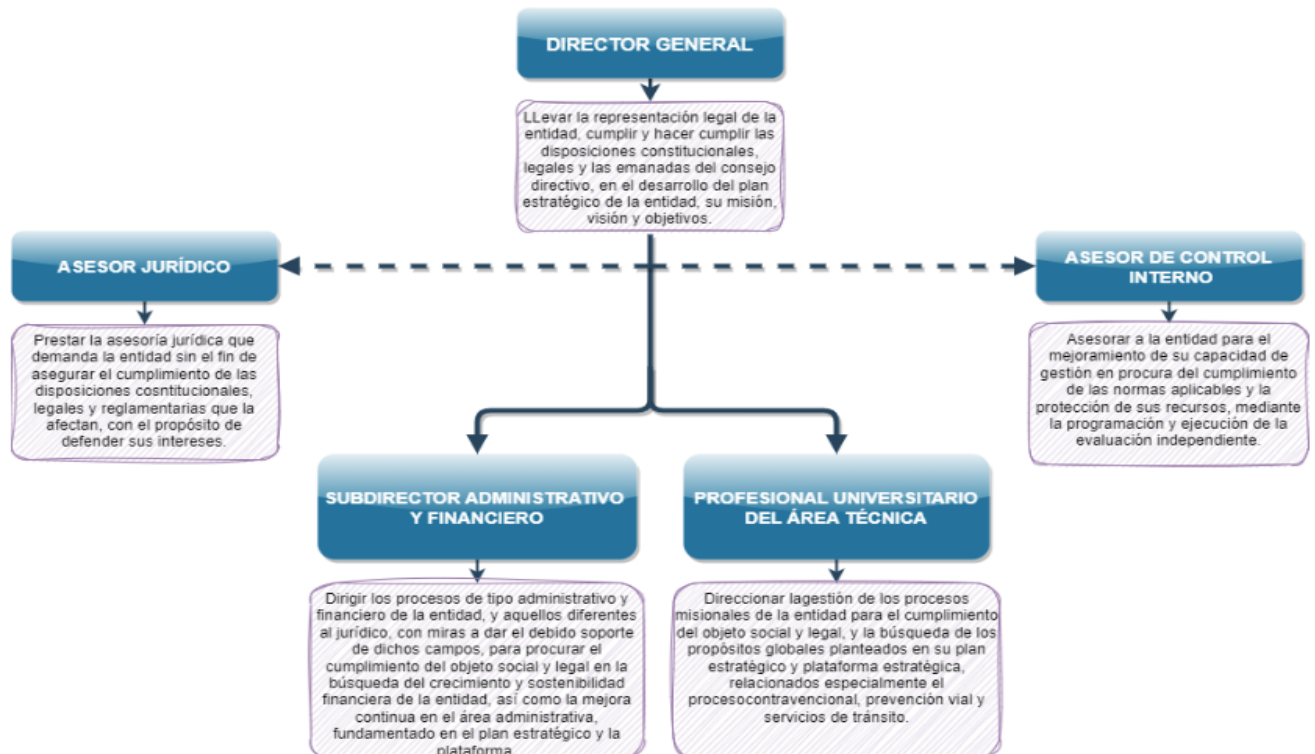 DIRECTOR GENERAL
LLevar la representación legal de la
entidad, cumplir y hacer cumplir las
disposiciones constitucionales,
legales y las emanadas del consejo
directivo, en el desarrollo del plan
estratégico de la entidad, su misión,
visión y objetivos.
ASESOR JURÍDICO
Prestar la asesoría jurídica que
demanda la entidad sin el fin de
asegurar el cumplimiento de las
disposiciones cosntitucionales,
legales y reglamentarias que la
afectan, con el propósito de
defender sus intereses.
ASESOR DE CONTROL
INTERNO
Asesorar a la entidad para el
mejoramiento de su capacidad de
gestión en procura del cumplimiento
de las normas aplicables y la
protección de sus recursos, mediante
la programación y ejecución de la
evaluación independiente.
SUBDIRECTOR ADMINISTRATIVO
Y FINANCIERO
Dirigir los procesos de tipo administrativo y
financiero de la entidad, y aquellos diferentes
al jurídico, con miras a dar el debido soporte
de dichos campos, para procurar el
cumplimiento del objeto social y legal en la
búsqueda del crecimiento y sostenibilidad
financiera de la entidad, así como la mejora
continua en el área administrativa,
fundamentado en el plan estratégico y la
plataforma
PROFESIONAL UNIVERSITARIO
DEL ÁREA TÉCNICA
Direccionar lagestión de los procesos
misionales de la entidad para el cumplimiento
del objeto social y legal, y la búsqueda de los
propósitos globales planteados en su plan
estratégico y plataforma estratégica,
relacionados especialmente el
procesocontravencional, prevención vial y
servicios de tránsito.